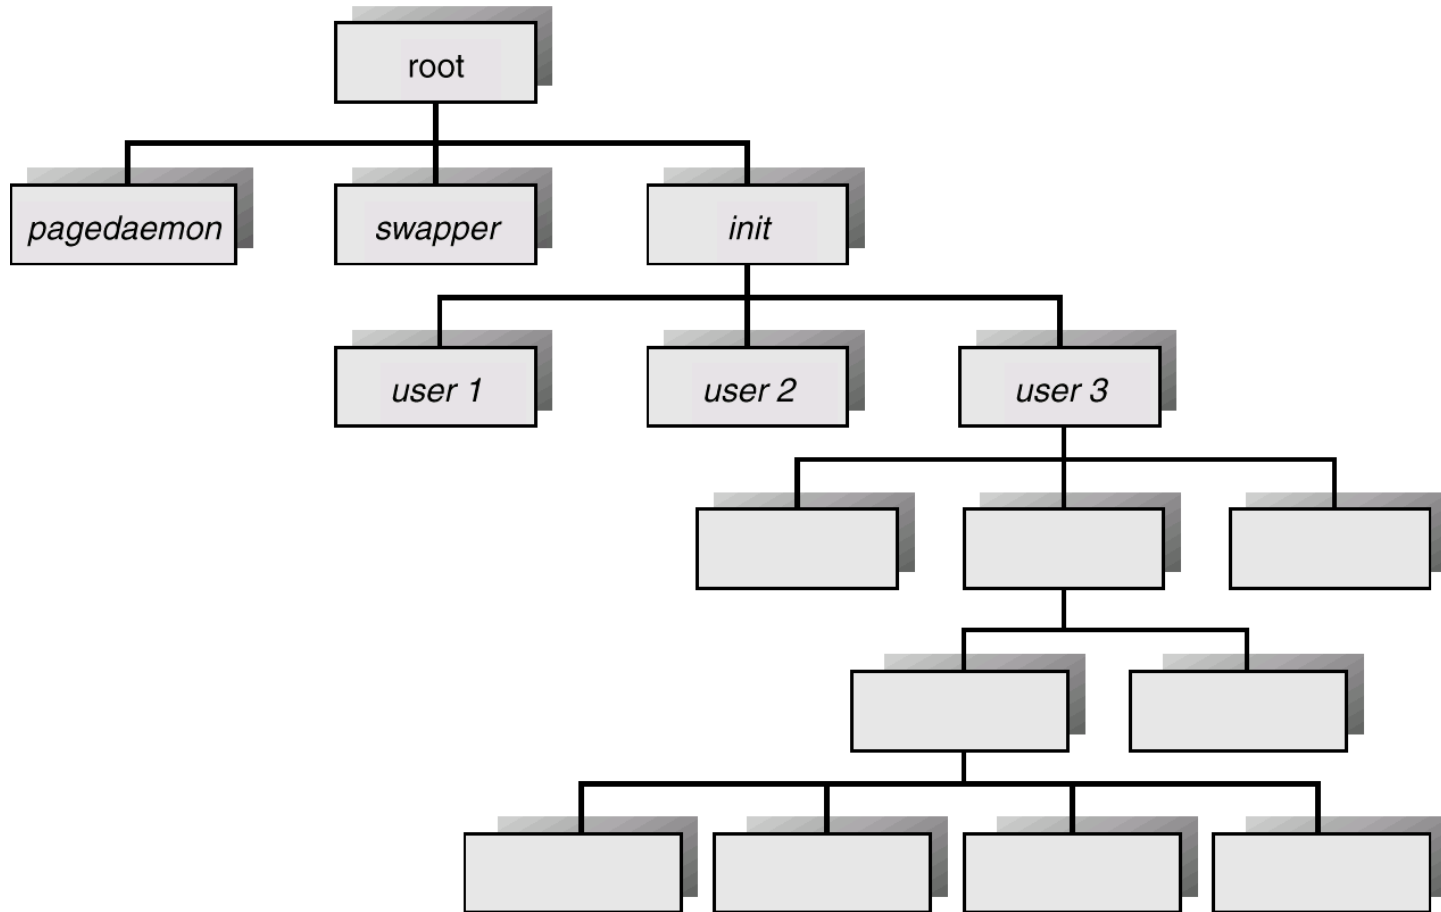 root
pagedaemon
swapper
init
user 1
user 2
user 3